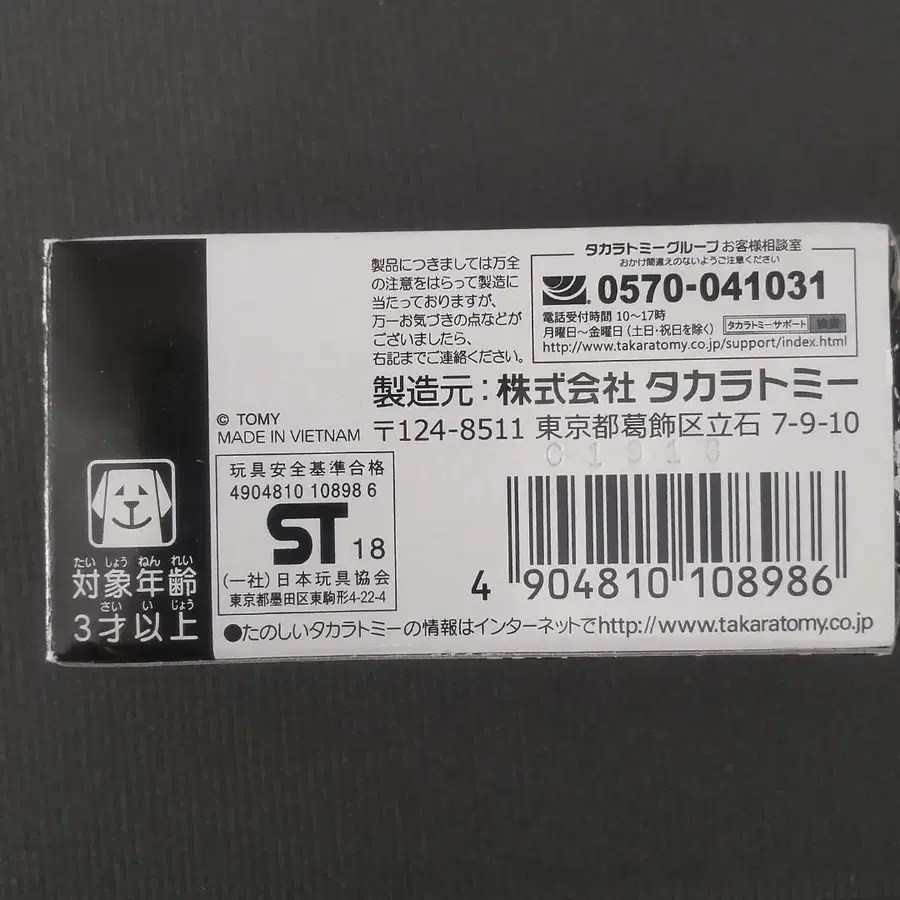 製品につきましては万全
の注意をはらって製造に
当たっておりますが、
万一お気づきの点などが
ございましたら、
右記までご連絡ください。
タカラトミーグループ お客様相談室
おかけ間違えのないようご注意ください
0570-041031
電話受付時間 10〜17時
月曜日〜金曜日 (土日・祝日を除く)
タカラトミーサポート 検索
http://www.takaratomy.co.jp/support/index.html
製造元:株式会社 タカラトミー
〒124-8511 東京都葛飾区立石 7-9-10
© TOMY
MADE IN VIETNAM
玩具安全基準合格
4904810 10898 6
ST 18
(一社)日本玩具協会
東京都墨田区東駒形4-22-4
4 904810 108986
たいしょうねんれい
対象年齢
さいいじょう
3才以上
●たのしいタカラトミーの情報はインターネットでhttp://www.takaratomy.co.jp